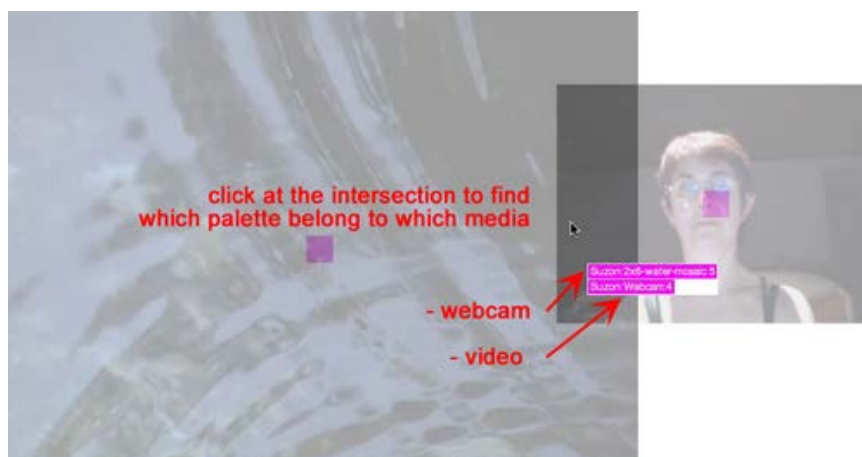 click at the intersection to find
which palette belong to which media
Suzon:2x6-water-mosaic:5
Suzon:Webcam:4
- webcam
- video